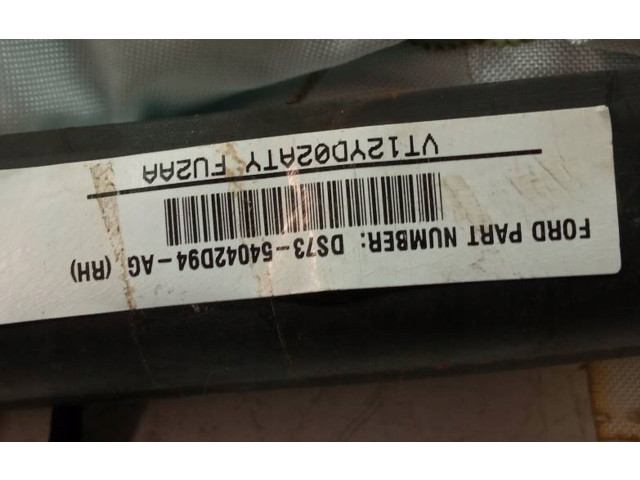 FORD PART NUMBER: DS73-54042D94-AG (RH)
VT12YD02ATY FU2AA